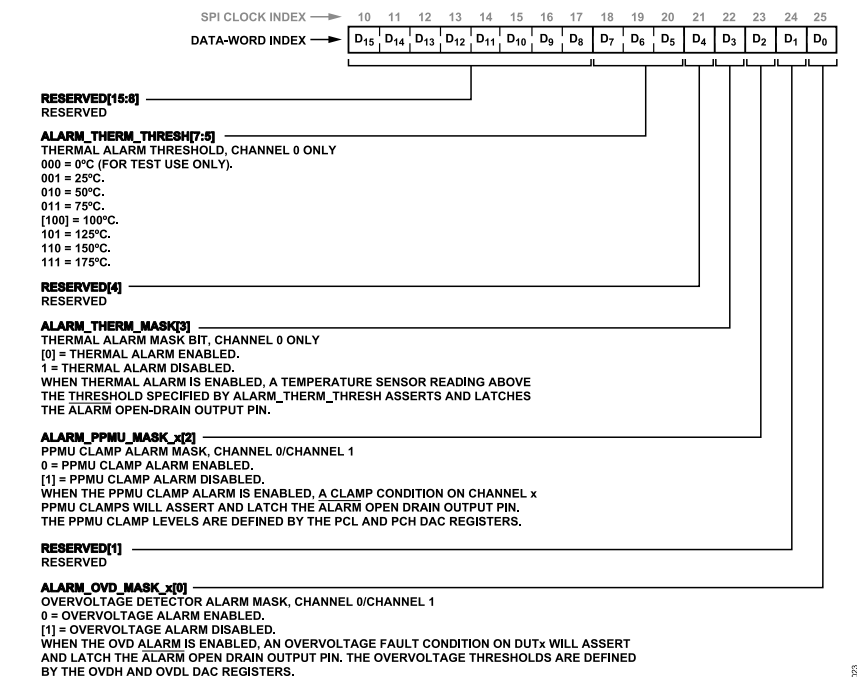 SPI CLOCK INDEX 10 11 12 13 14 15 16 17 18 19 20 21 22 23 24 25
DATA-WORD INDEX D15 D14 D13 D12 D11 D10 D9 D8 D7 D6 D5 D4 D3 D2 D1 D0
RESERVED[15:8]
RESERVED
ALARM_THERM_THRESH[7:5]
THERMAL ALARM THRESHOLD, CHANNEL 0 ONLY
000 = 0ºC (FOR TEST USE ONLY).
001 = 25ºC.
010 = 50ºC.
011 = 75ºC.
[100] = 100ºC.
101 = 125ºC.
110 = 150ºC.
111 = 175ºC.
RESERVED[4]
RESERVED
ALARM_THERM_MASK[3]
THERMAL ALARM MASK BIT, CHANNEL 0 ONLY
[0] = THERMAL ALARM ENABLED.
1 = THERMAL ALARM DISABLED.
WHEN THERMAL ALARM IS ENABLED, A TEMPERATURE SENSOR READING ABOVE
THE THRESHOLD SPECIFIED BY ALARM_THERM_THRESH ASSERTS AND LATCHES
THE ALARM OPEN-DRAIN OUTPUT PIN.
ALARM_PPMU_MASK_x[2]
PPMU CLAMP ALARM MASK, CHANNEL 0/CHANNEL 1
0 = PPMU CLAMP ALARM ENABLED.
[1] = PPMU CLAMP ALARM DISABLED.
WHEN THE PPMU CLAMP ALARM IS ENABLED, A CLAMP CONDITION ON CHANNEL x
PPMU CLAMPS WILL ASSERT AND LATCH THE ALARM OPEN DRAIN OUTPUT PIN.
THE PPMU CLAMP LEVELS ARE DEFINED BY THE PCL AND PCH DAC REGISTERS.
RESERVED[1]
RESERVED
ALARM_OVD_MASK_x[0]
OVERVOLTAGE DETECTOR ALARM MASK, CHANNEL 0/CHANNEL 1
0 = OVERVOLTAGE ALARM ENABLED.
[1] = OVERVOLTAGE ALARM DISABLED.
WHEN THE OVD ALARM IS ENABLED, AN OVERVOLTAGE FAULT CONDITION ON DUTx WILL ASSERT
AND LATCH THE ALARM OPEN DRAIN OUTPUT PIN. THE OVERVOLTAGE THRESHOLDS ARE DEFINED
BY THE OVDH AND OVDL DAC REGISTERS.
023